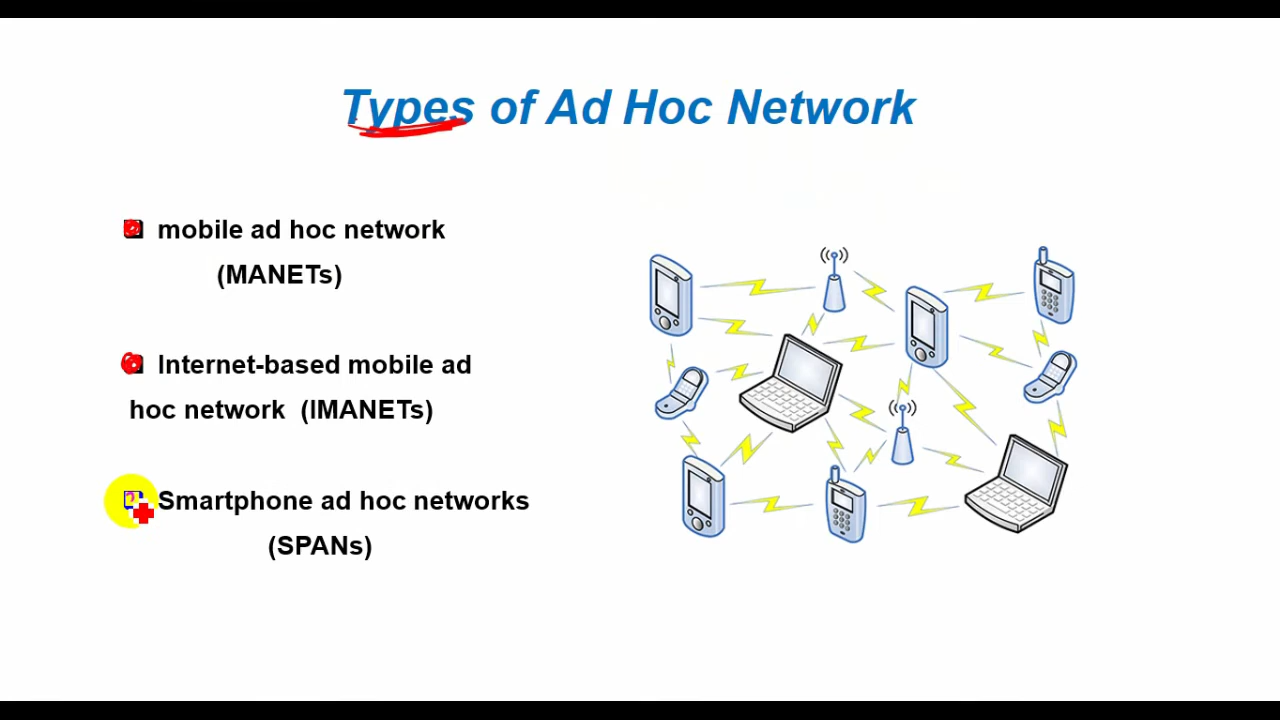 Types of Ad Hoc Network
mobile ad hoc network
(MANETs)
Internet-based mobile ad
hoc network (IMANETs)
Smartphone ad hoc networks
(SPANs)